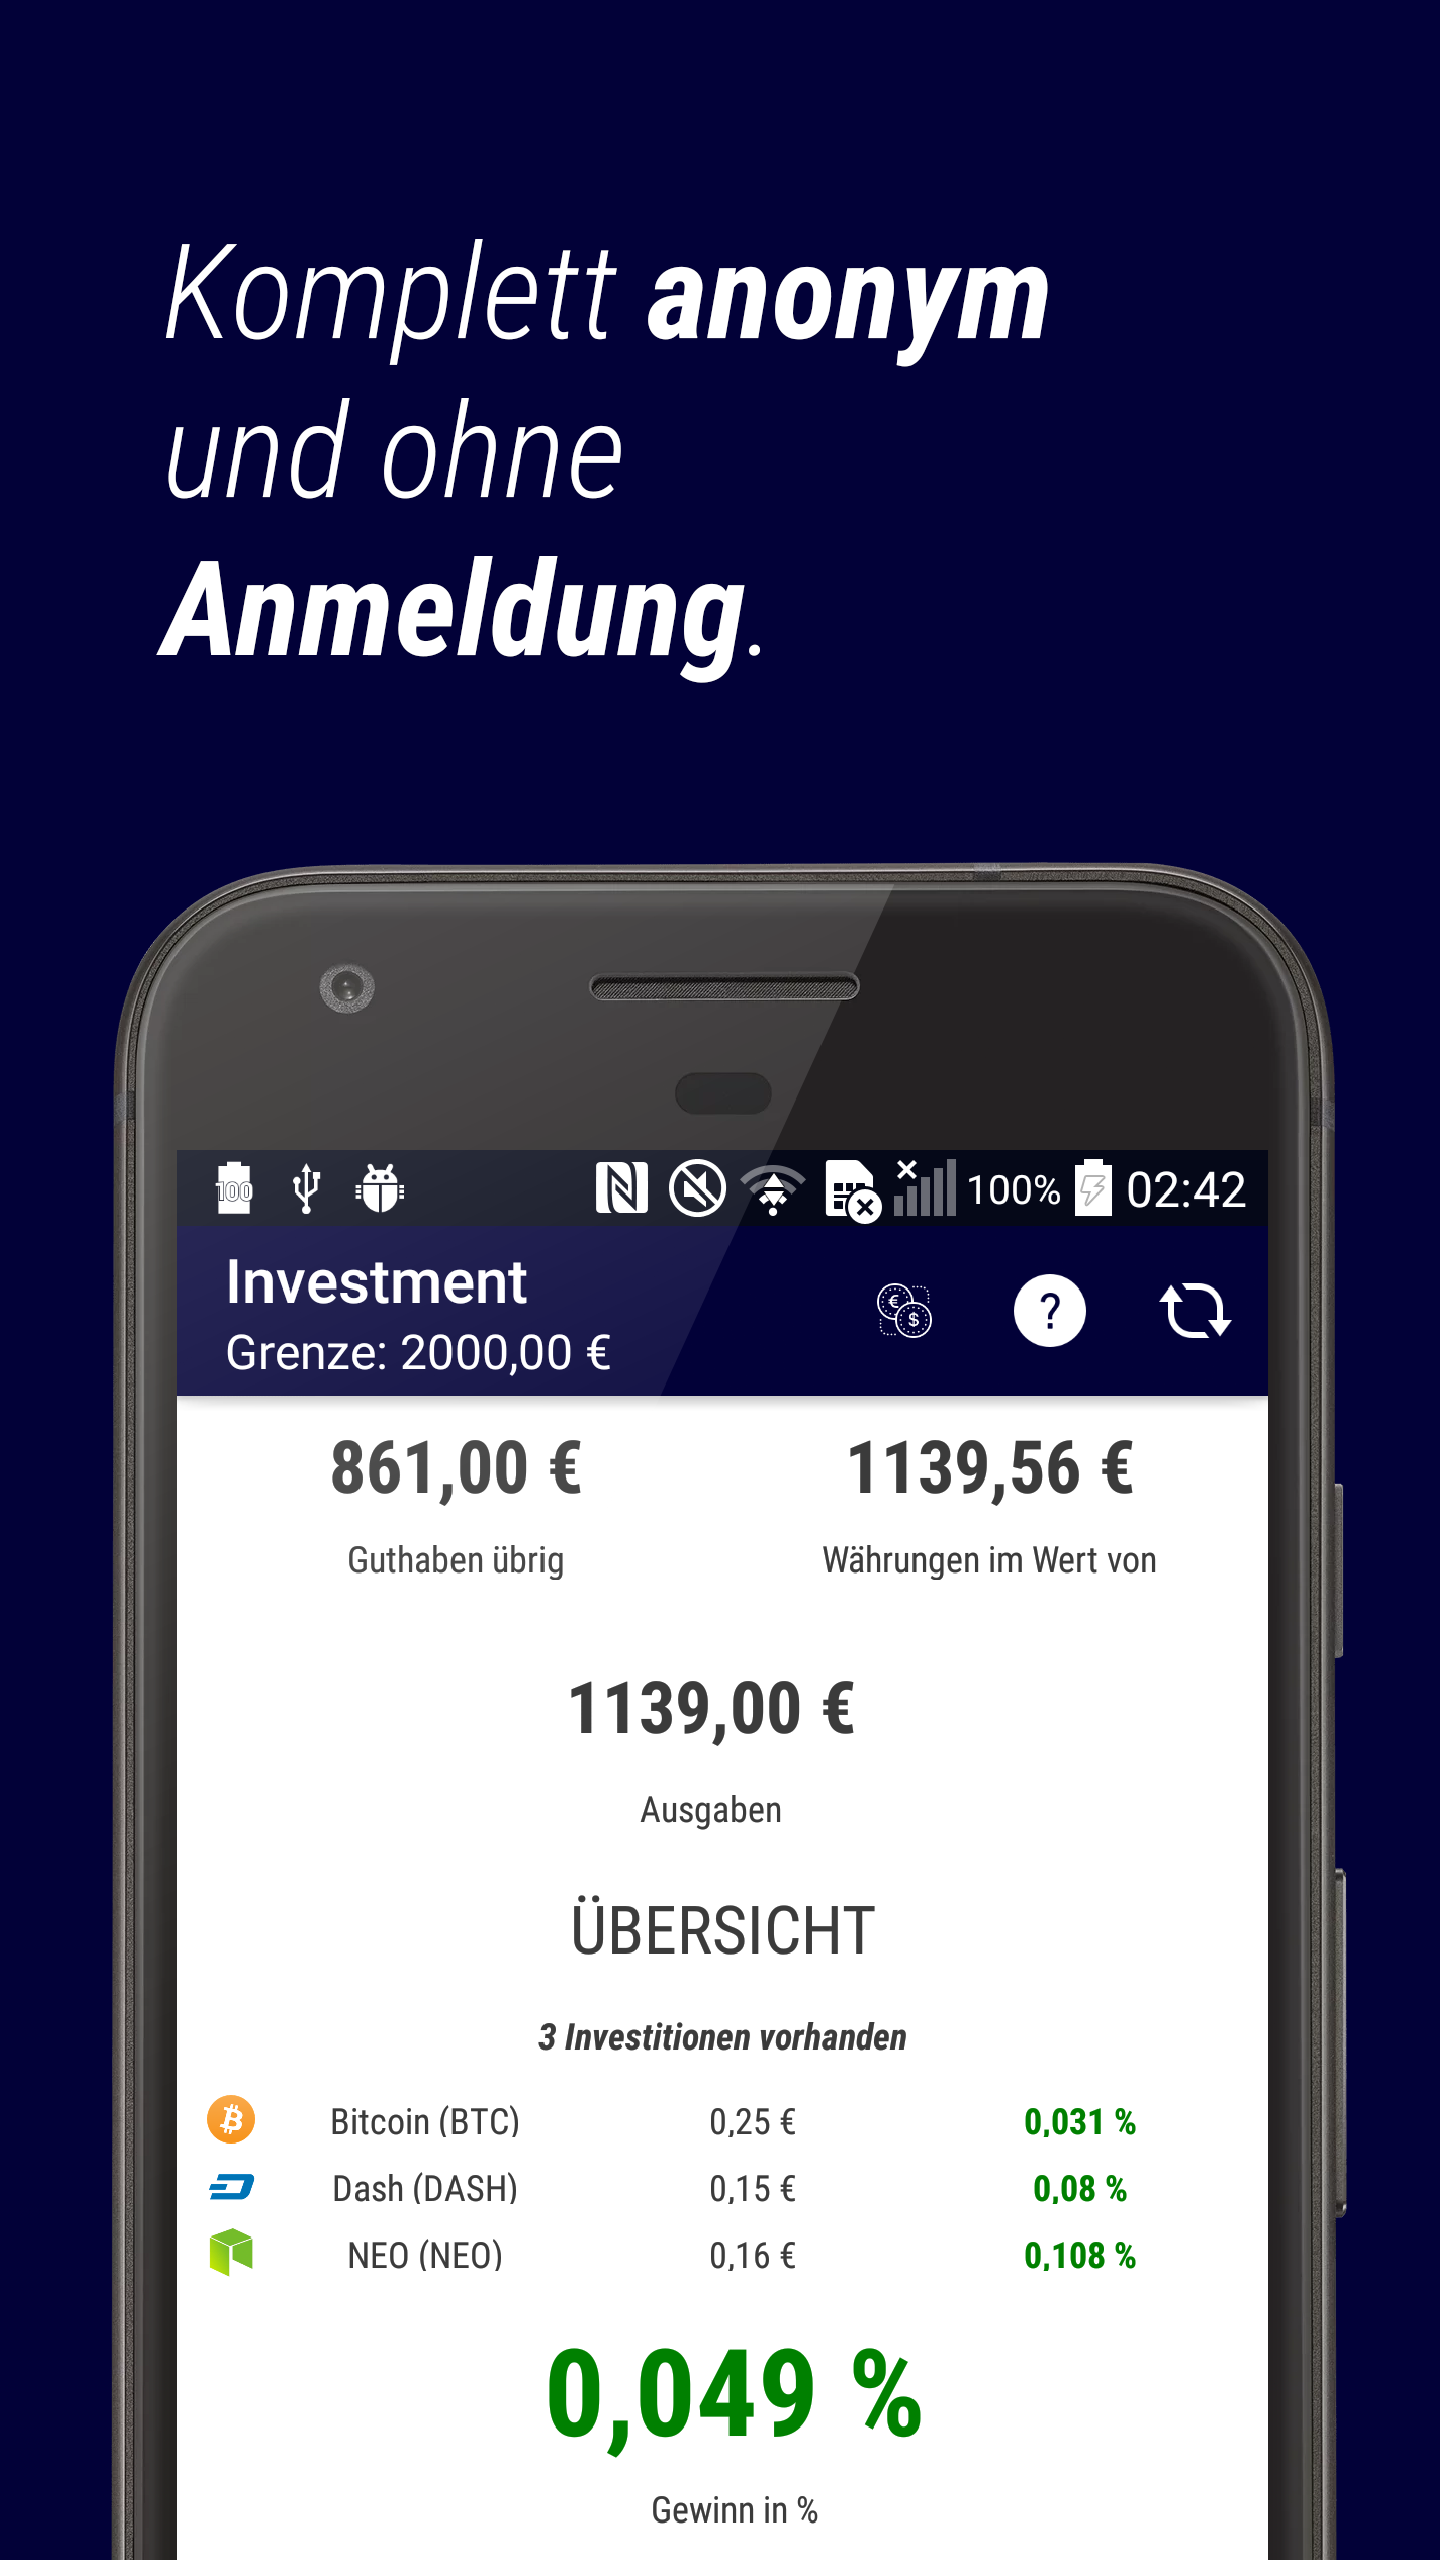 Komplett anonym
und ohne
Anmeldung.
100 100% 02:42
Investment
Grenze: 2000,00 €
€ $ ?
861,00 € 1139,56 €
Guthaben übrig Währungen im Wert von
1139,00 €
Ausgaben
ÜBERSICHT
3 Investitionen vorhanden
Bitcoin (BTC) 0,25 € 0,031 %
Dash (DASH) 0,15 € 0,08 %
NEO (NEO) 0,16 € 0,108 %
0,049 %
Gewinn in %